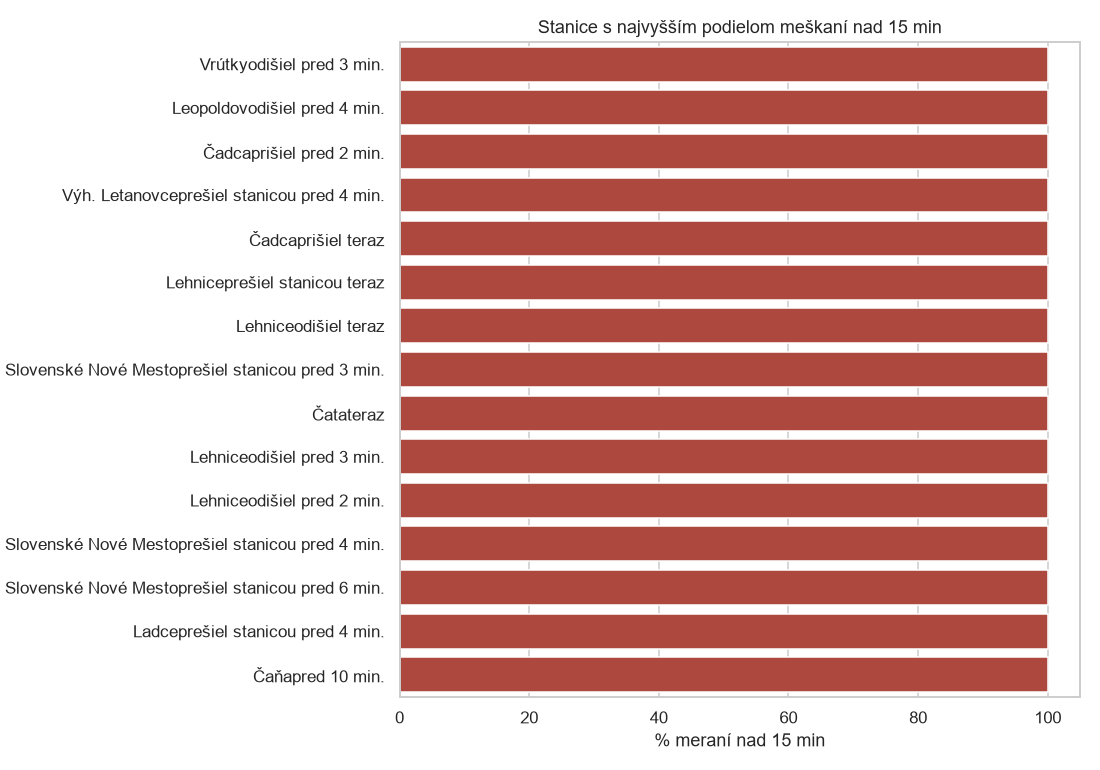 Stanice s najvyšším podielom meškaní nad 15 min
Vrútkyodišiel pred 3 min.
Leopoldovodišiel pred 4 min.
Čadcaprišiel pred 2 min.
Výh. Letanovceprešiel stanicou pred 4 min.
Čadcaprišiel teraz
Lehniceprešiel stanicou teraz
Lehniceodišiel teraz
Slovenské Nové Mestoprešiel stanicou pred 3 min.
Čatateraz
Lehniceodišiel pred 3 min.
Lehniceodišiel pred 2 min.
Slovenské Nové Mestoprešiel stanicou pred 4 min.
Slovenské Nové Mestoprešiel stanicou pred 6 min.
Ladceprešiel stanicou pred 4 min.
Čaňapred 10 min.
0 20 40 60 80 100
% meraní nad 15 min